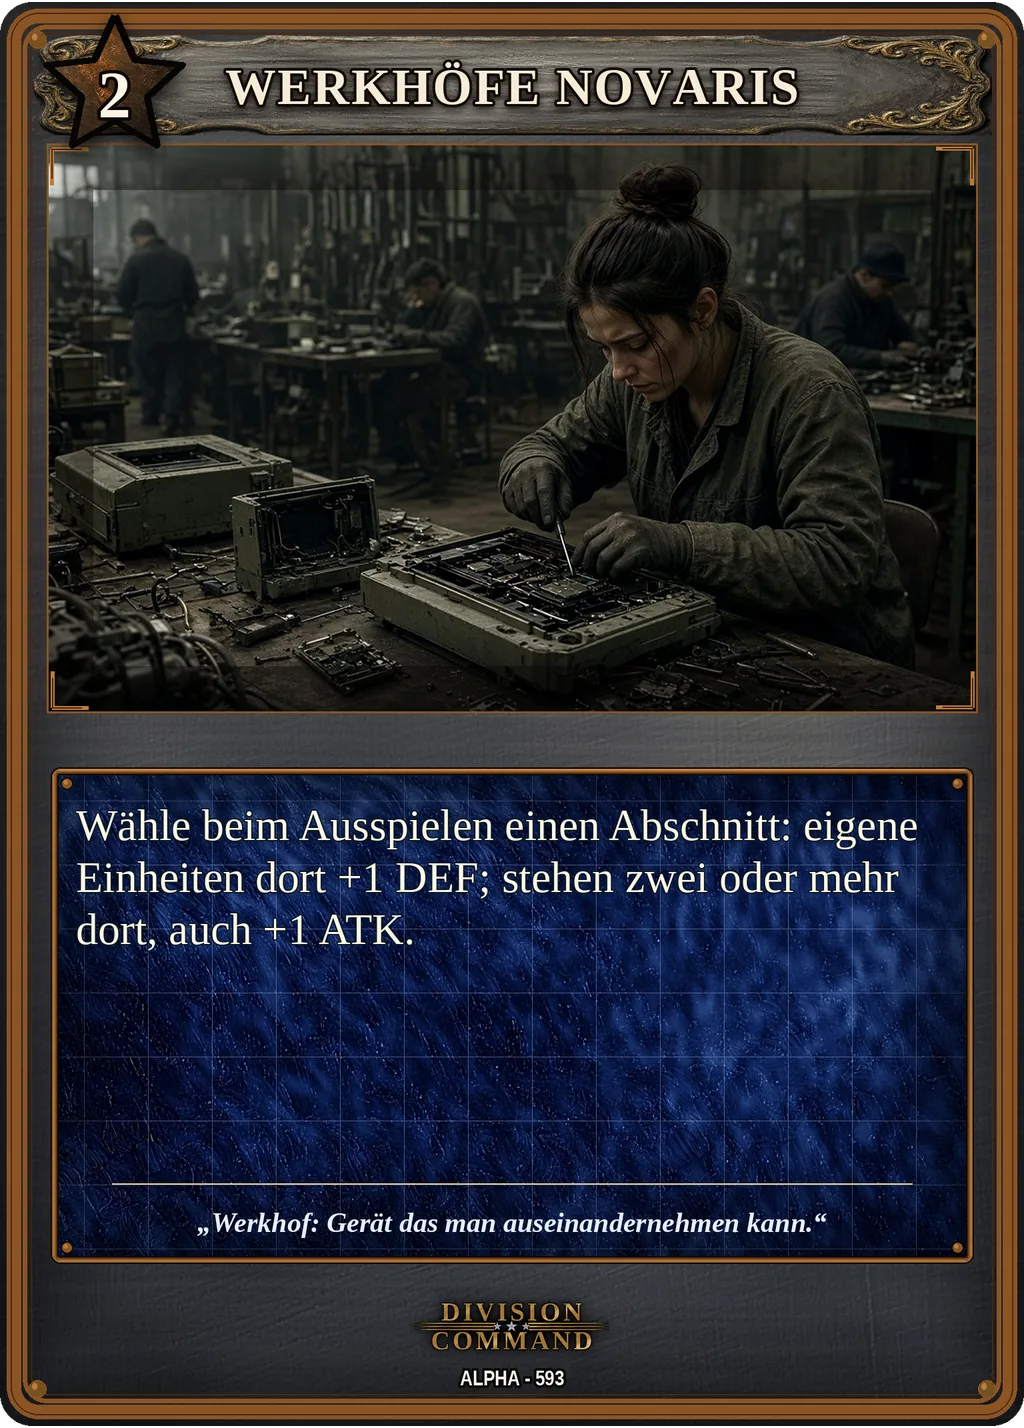 2
WERKHÖFE NOVARIS
Wähle beim Ausspielen einen Abschnitt: eigene
Einheiten dort +1 DEF; stehen zwei oder mehr
dort, auch +1 ATK.
„Werkhof: Gerät das man auseinandernehmen kann.“
DIVISION
COMMAND
ALPHA - 593